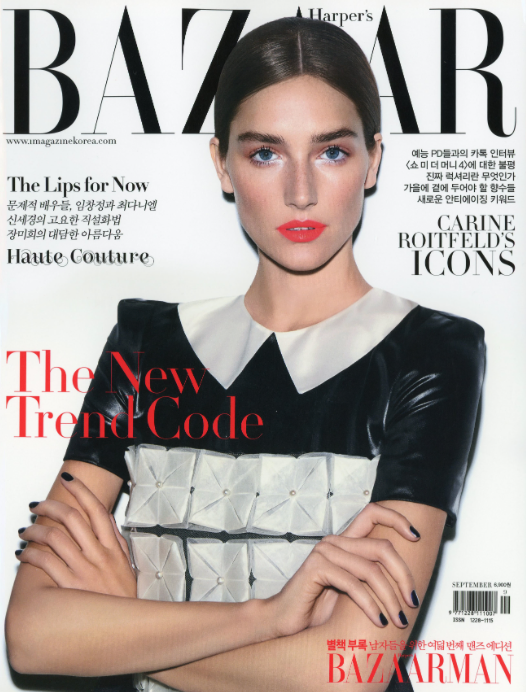 Harper's
BAZAAR
www.imagazinekorea.com
The Lips for Now
문제적 배우들, 임창정과 최다니엘
신세경의 고요한 직설화법
장미희의 대담한 아름다움
Haute Couture
예능 PD들과의 카톡 인터뷰
〈쇼 미 더 머니 4〉에 대한 불평
진짜 럭셔리란 무엇인가
가을에 곁에 두어야 할 향수들
새로운 안티에이징 키워드
CARINE
ROITFELD'S
ICONS
The New
Trend Code
SEPTEMBER 6,900원
9 771228 111007
ISSN 1228-1115
별책 부록 남자들을 위한 여덟 번째 맨즈 에디션
BAZAARMAN